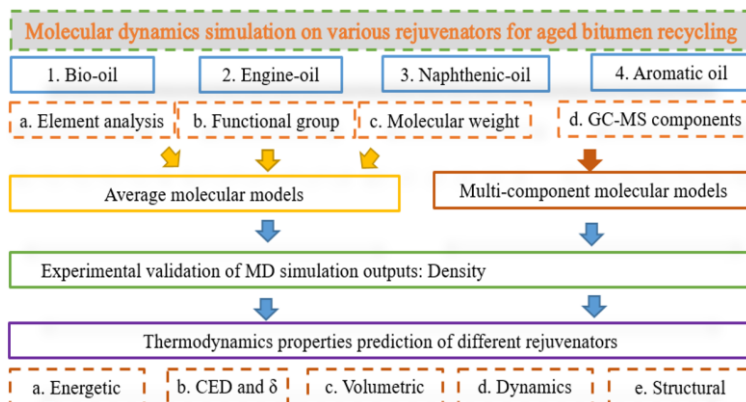 Molecular dynamics simulation on various rejuvenators for aged bitumen recycling
1. Bio-oil 2. Engine-oil 3. Naphthenic-oil 4. Aromatic oil
a. Element analysis b. Functional group c. Molecular weight d. GC-MS components
Average molecular models Multi-component molecular models
Experimental validation of MD simulation outputs: Density
Thermodynamics properties prediction of different rejuvenators
a. Energetic b. CED and δ c. Volumetric d. Dynamics e. Structural